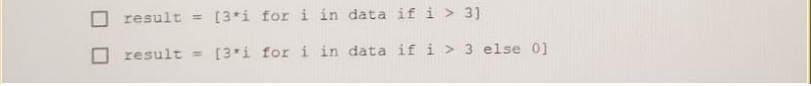 result = [3*i for i in data if i > 3]
result = [3*i for i in data if i > 3 else 0]